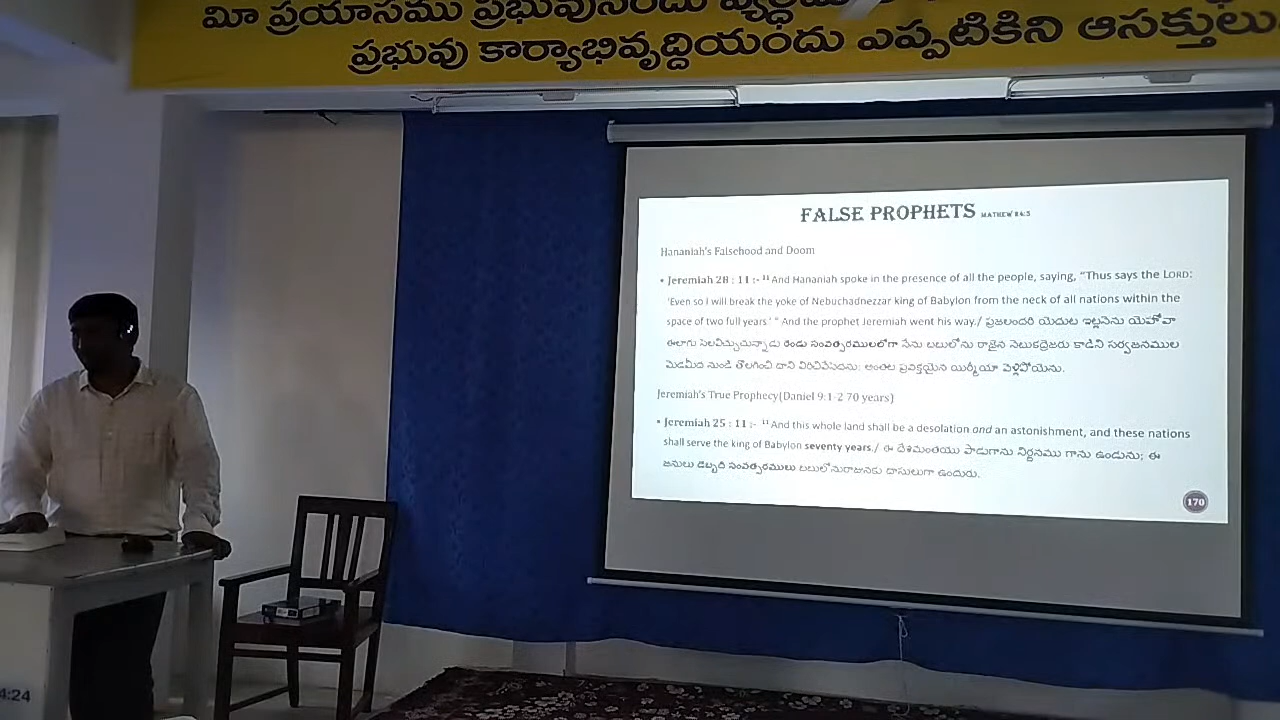 మీ ప్రయాసము ప్రభువునందు వ్యర్థము
ప్రభువు కార్యాభివృద్దియందు ఎప్పటికిని ఆసక్తులు
FALSE PROPHETS MATHEW 24:5
Hananiah's Falsehood and Doom
• Jeremiah 28 : 11 :- 11 And Hananiah spoke in the presence of all the people, saying, "Thus says the LORD:
'Even so I will break the yoke of Nebuchadnezzar king of Babylon from the neck of all nations within the
space of two full years' " And the prophet Jeremiah went his way./ ప్రజలందరి యెదుట ఇట్లనెను యెహోవా
ఈలాగు సెలవిచ్చుచున్నాడు రెండు సంవత్సరములలోగా నేను బబులోను రాజైన నెబుకద్రెజరు కాడిని సర్వజనముల
మెడమీద నుండి తొలగించి దాని విరిచివేసెదను; అంతట ప్రవక్తయైన యిర్మీయా వెళ్లిపోయెను.
Jeremiah's True Prophecy(Daniel 9:1-2 70 years)
• Jeremiah 25 : 11 :- 11 And this whole land shall be a desolation and an astonishment, and these nations
shall serve the king of Babylon seventy years./ ఈ దేశమంతయు పాడుగాను నిర్జనము గాను ఉండును; ఈ
జనులు డెబ్బది సంవత్సరములు బబులోనురాజునకు దాసులుగా ఉందురు.
170
4:24